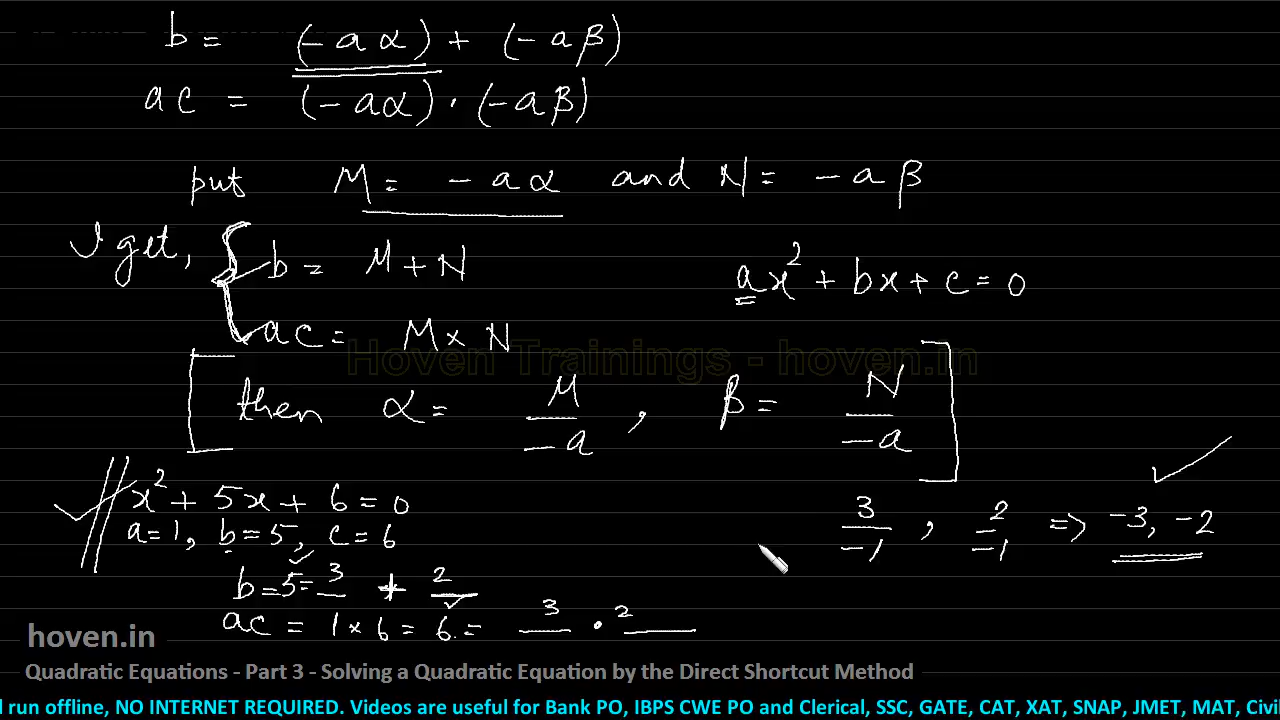 b = (-aα) + (-aβ)
ac = (-aα) · (-aβ)
put M = -aα and N = -aβ
I get, b = M + N
ax² + bx + c = 0
ac = M × N
Hoven Trainings - hoven.in
then α = M/-a , β = N/-a
x² + 5x + 6 = 0
a=1, b=5, c=6
3/-1 , 2/-1 => -3, -2
b=5= 3 + 2
ac = 1×6 = 6 = 3 · 2
hoven.in
Quadratic Equations - Part 3 - Solving a Quadratic Equation by the Direct Shortcut Method
run offline, NO INTERNET REQUIRED. Videos are useful for Bank PO, IBPS CWE PO and Clerical, SSC, GATE, CAT, XAT, SNAP, JMET, MAT, Civi